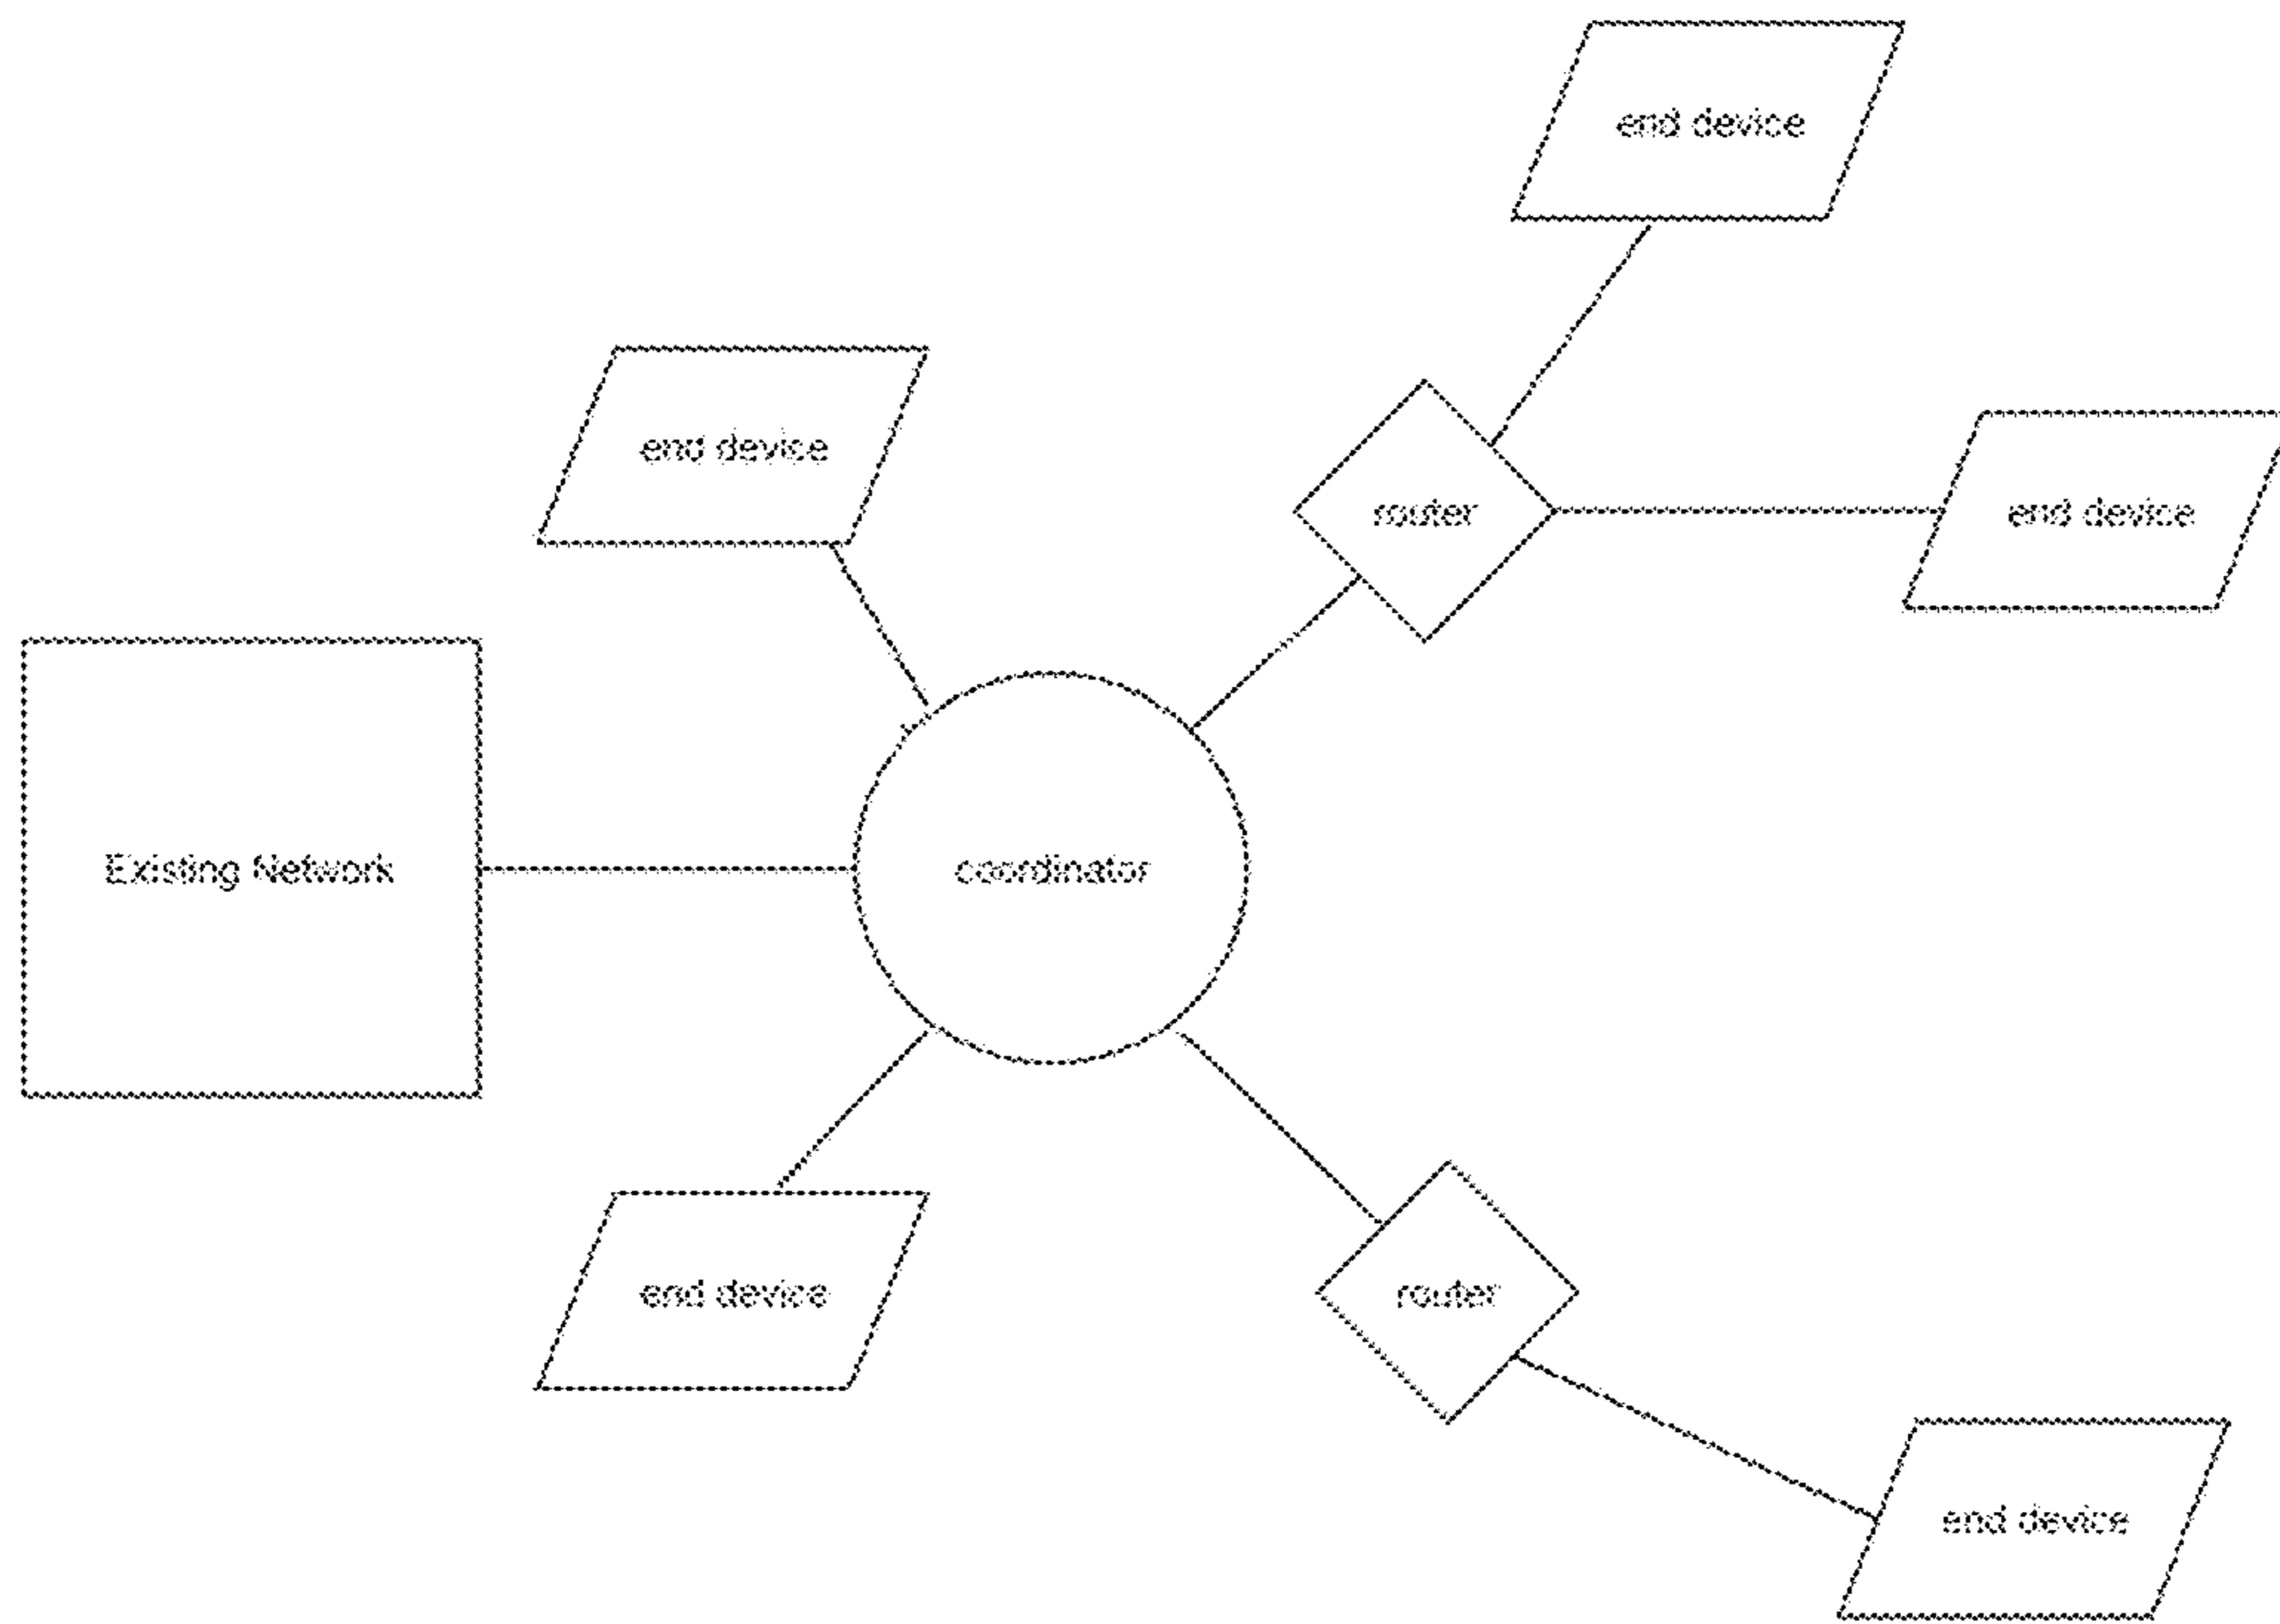 end device
end device
router
end device
Existing Network
coordinator
end device
router
end device